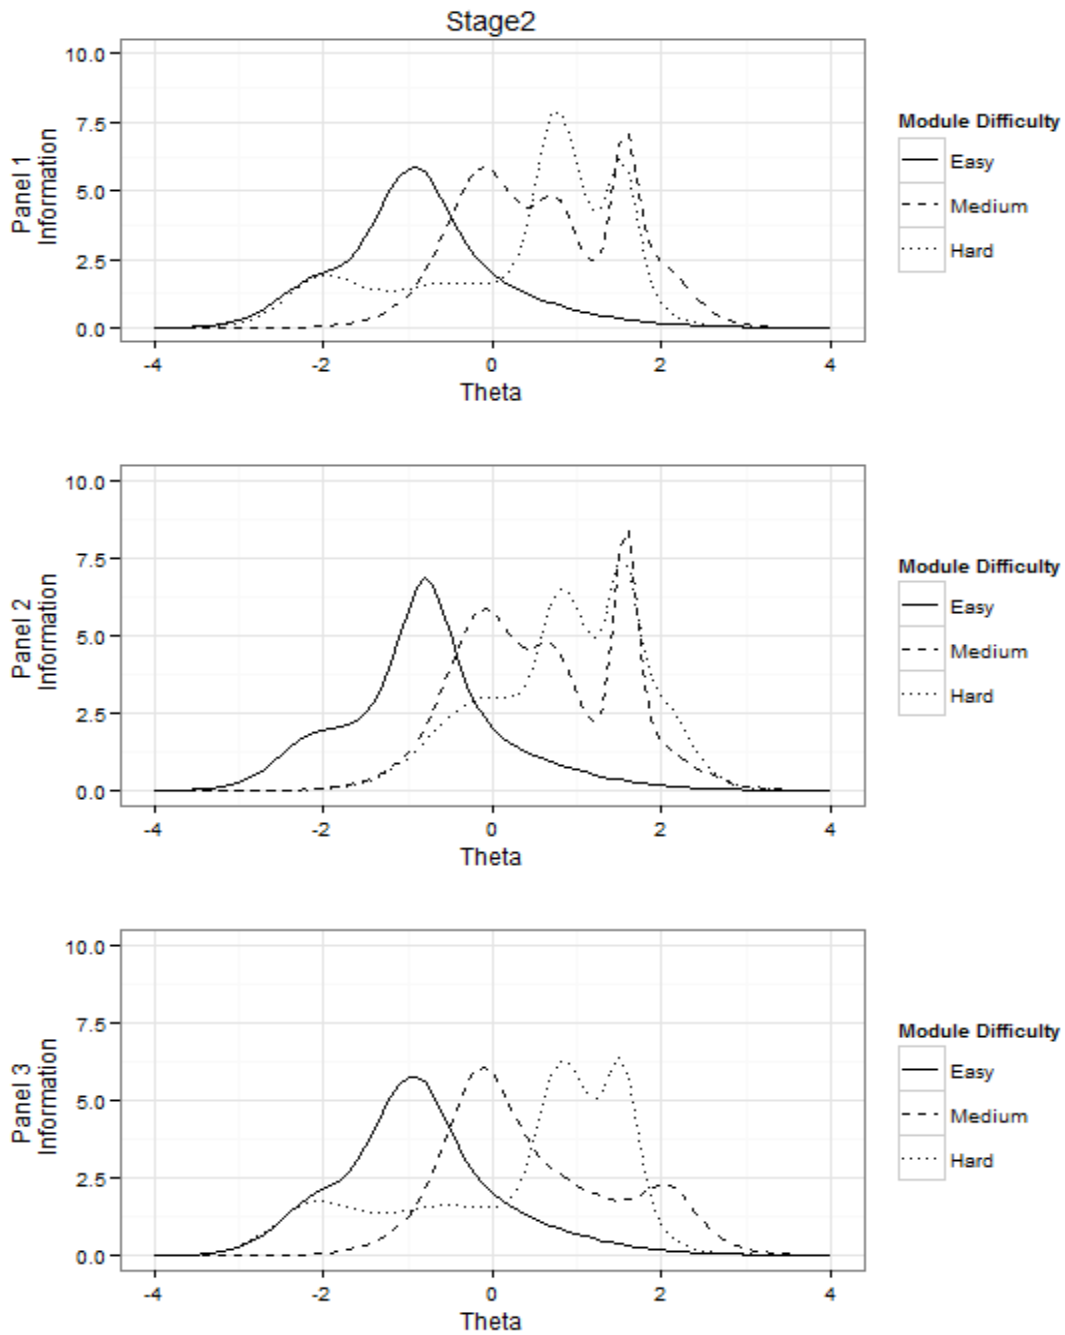 Stage2
Panel 1
Information
10.0
7.5
5.0
2.5
0.0
-4
-2
0
2
4
Theta
Module Difficulty
Easy
Medium
Hard
Panel 2
Information
10.0
7.5
5.0
2.5
0.0
-4
-2
0
2
4
Theta
Module Difficulty
Easy
Medium
Hard
Panel 3
Information
10.0
7.5
5.0
2.5
0.0
-4
-2
0
2
4
Theta
Module Difficulty
Easy
Medium
Hard